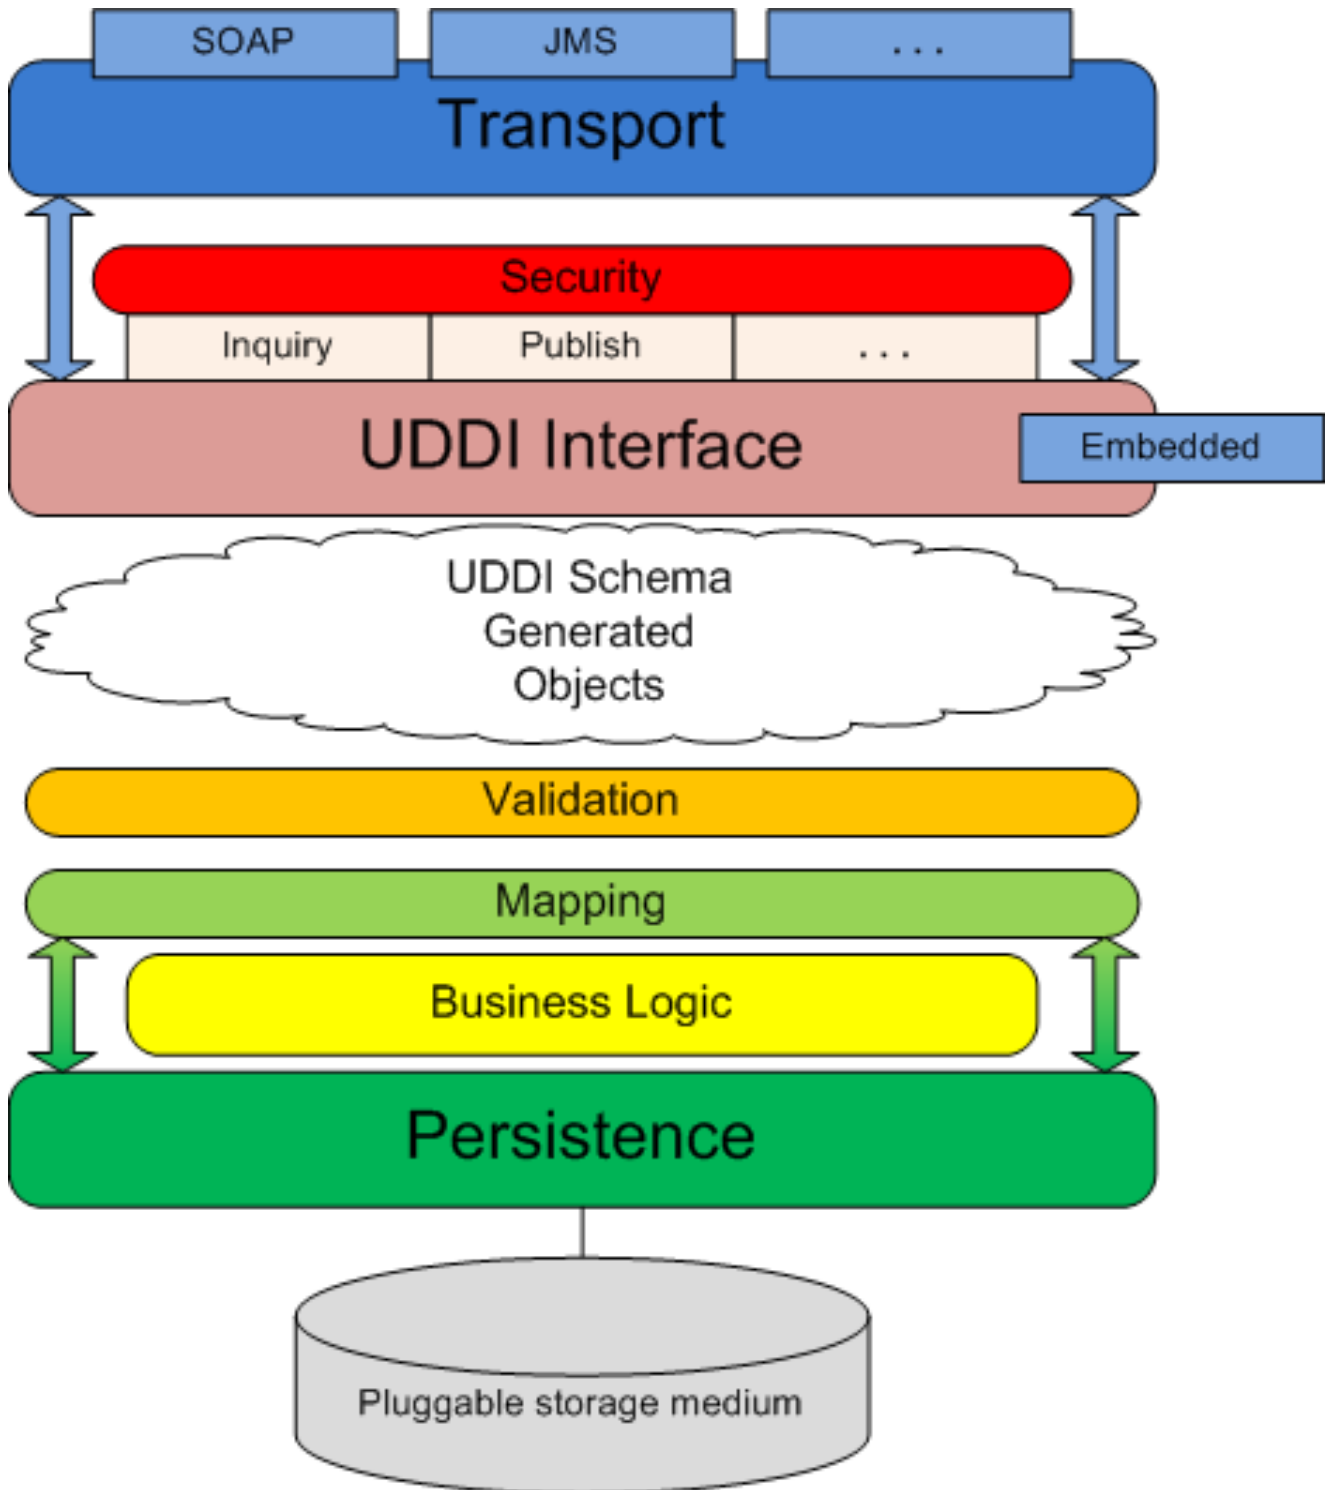 SOAP
JMS
...
Transport
Security
Inquiry
Publish
...
UDDI Interface
Embedded
UDDI Schema
Generated
Objects
Validation
Mapping
Business Logic
Persistence
Pluggable storage medium